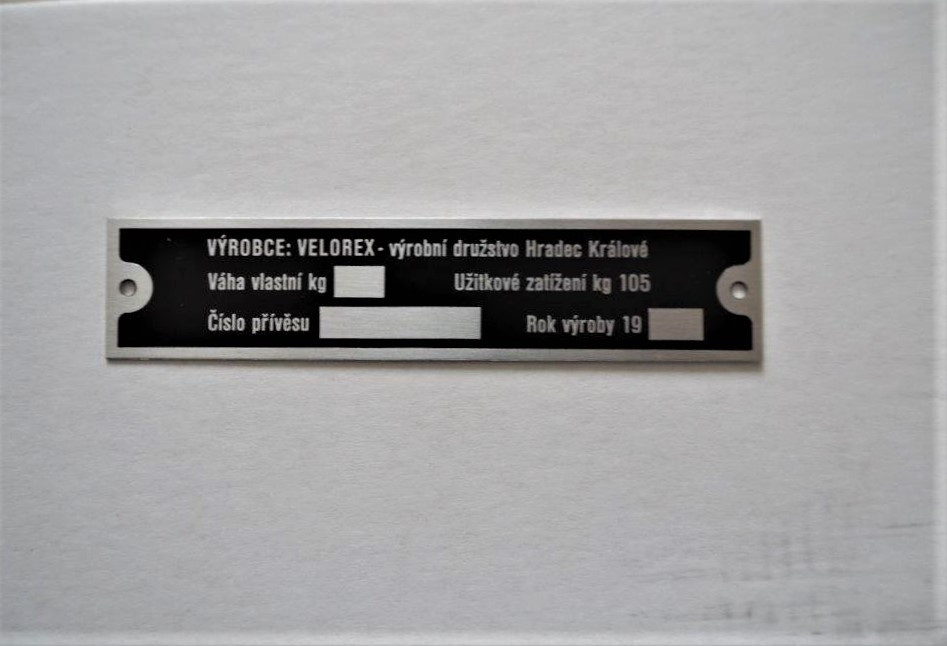 VÝROBCE: VELOREX - výrobní družstvo Hradec Králové
Váha vlastní kg Užitkové zatížení kg 105
Číslo přívěsu Rok výroby 19